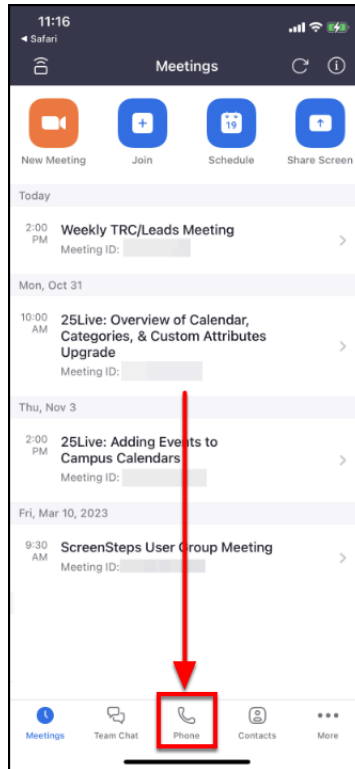 11:16
◄ Safari
Meetings
New Meeting
Join
19
Schedule
Share Screen
Today
2:00 PM
Weekly TRC/Leads Meeting
Meeting ID:
Mon, Oct 31
10:00 AM
25Live: Overview of Calendar,
Categories, & Custom Attributes
Upgrade
Meeting ID:
Thu, Nov 3
2:00 PM
25Live: Adding Events to
Campus Calendars
Meeting ID:
Fri, Mar 10, 2023
9:30 AM
ScreenSteps User Group Meeting
Meeting ID:
Meetings
Team Chat
Phone
Contacts
More